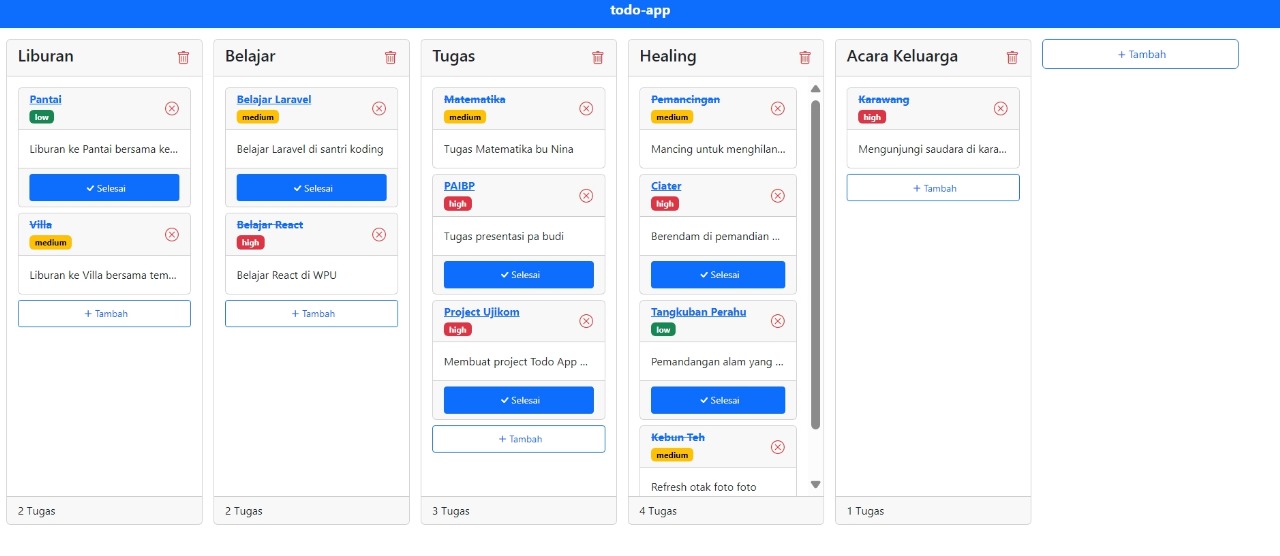 todo-app
Liburan
Pantai
low
Liburan ke Pantai bersama ke...
Selesai
Villa
medium
Liburan ke Villa bersama tem...
+ Tambah
2 Tugas
Belajar
Belajar Laravel
medium
Belajar Laravel di santri koding
Selesai
Belajar React
high
Belajar React di WPU
+ Tambah
2 Tugas
Tugas
Matematika
medium
Tugas Matematika bu Nina
PAIBP
high
Tugas presentasi pa budi
Selesai
Project Ujikom
high
Membuat project Todo App ...
Selesai
+ Tambah
3 Tugas
Healing
Pemancingan
medium
Mancing untuk menghilan...
Ciater
high
Berendam di pemandian ...
Selesai
Tangkuban Perahu
low
Pemandangan alam yang ...
Selesai
Kebun Teh
medium
Refresh otak foto foto
4 Tugas
Acara Keluarga
Karawang
high
Mengunjungi saudara di kara...
+ Tambah
1 Tugas
+ Tambah